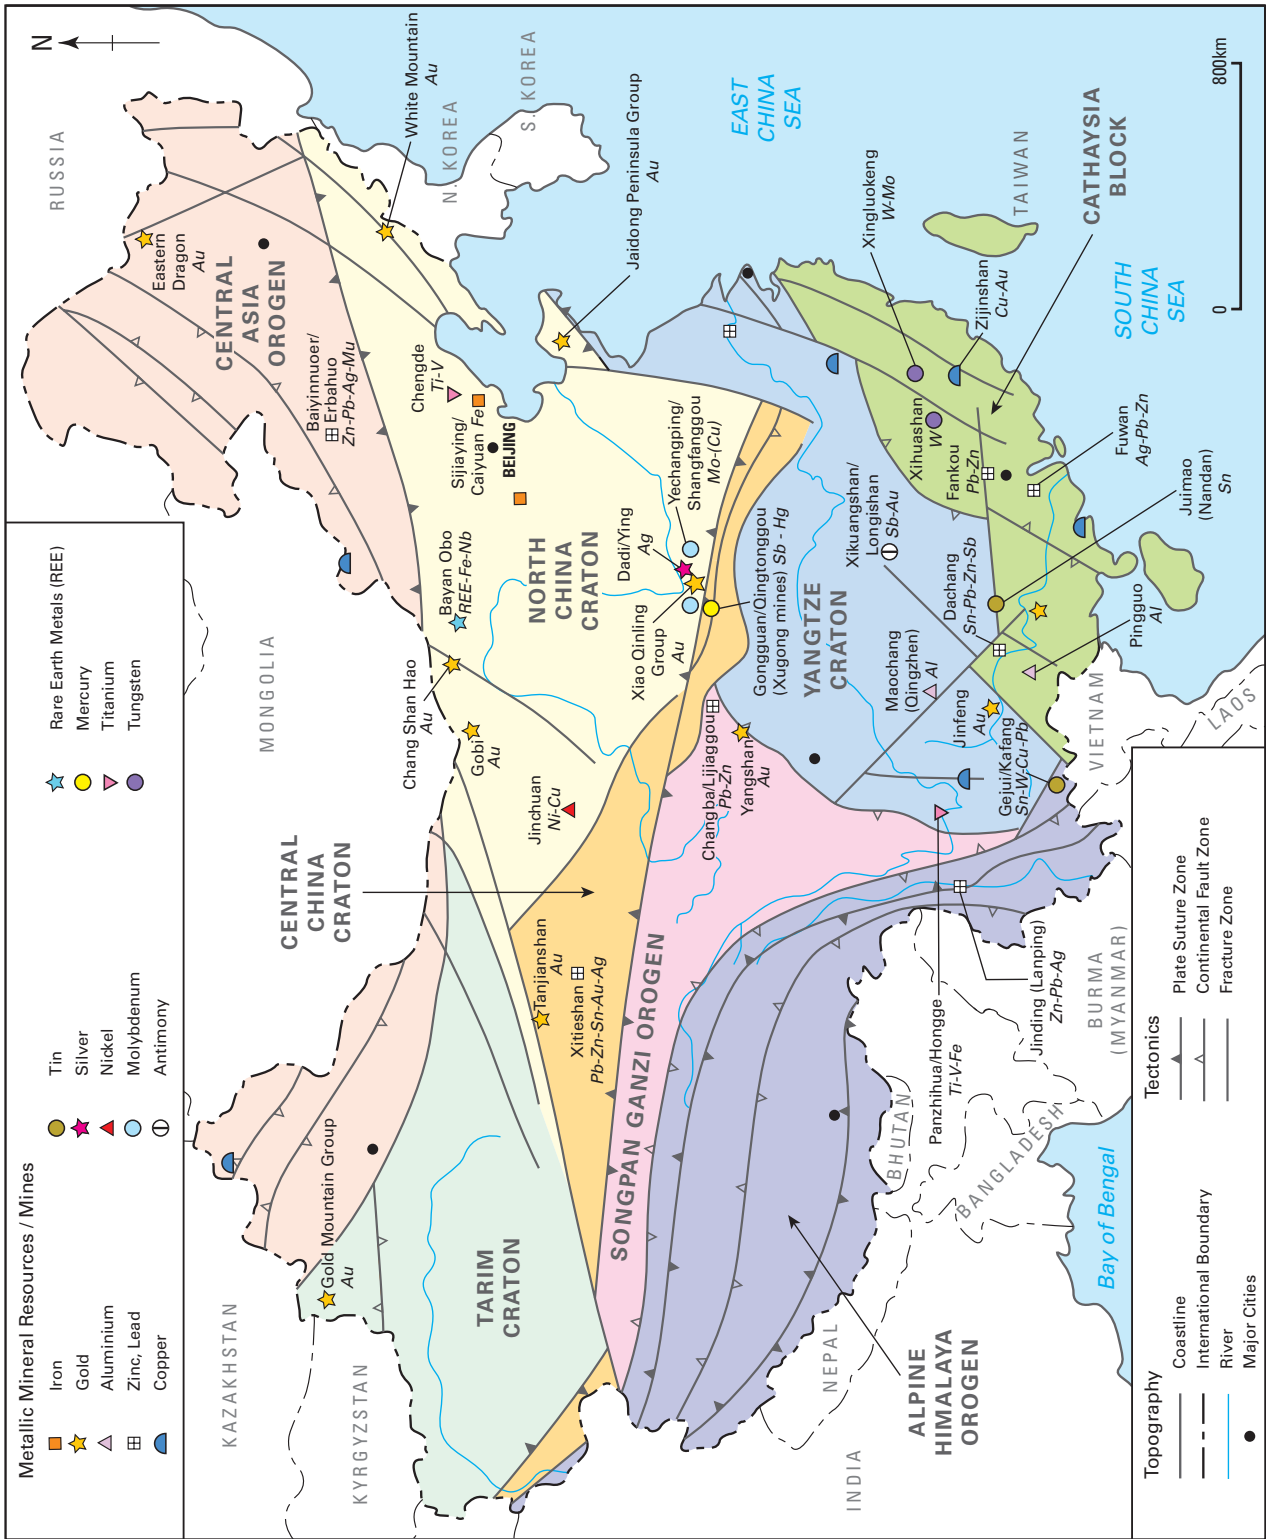 Metallic Mineral Resources / Mines
Iron
Gold
Aluminium
Zinc, Lead
Copper
Tin
Silver
Nickel
Molybdenum
Antimony
Rare Earth Metals (REE)
Mercury
Titanium
Tungsten
N
RUSSIA
MONGOLIA
KAZAKHSTAN
KYRGYZSTAN
N. KOREA
S. KOREA
Eastern
Dragon
Au
CENTRAL
ASIA
OROGEN
White Mountain
Au
Baiyinnuoer/
Erbahuo
Zn-Pb-Ag-Mu
Chengde
Ti-V
Sijiaying/
Caiyuan Fe
BEIJING
Jaidong Peninsula Group
Au
Bayan Obo
REE-Fe-Nb
Chang Shan Hao
Au
Gobi
Au
NORTH
CHINA
CRATON
Dadi/Ying
Ag
Yechangping/
Shangfanggou
Mo-(Cu)
Xiao Qinling
Group
Au
Jinchuan
Ni-Cu
CENTRAL
CHINA
CRATON
Gold Mountain Group
Au
TARIM
CRATON
Tanjianshan
Au
Xitieshan
Pb-Zn-Sn-Au-Ag
SONGPAN GANZI OROGEN
Changba/Lijiaggou
Pb-Zn
Yangshan
Au
Gongguan/Qingtonggou
(Xugong mines) Sb - Hg
YANGTZE
CRATON
Xikuangshan/
Longishan
Sb-Au
Maochang
(Qingzhen)
Al
Dachang
Sn-Pb-Zn-Sb
Jinfeng
Au
Gejui/Kafang
Sn-W-Cu-Pb
EAST
CHINA
SEA
Xingluokeng
W-Mo
TAIWAN
CATHAYSIA
BLOCK
Xihuashan
W
Fankou
Pb-Zn
Zijinshan
Cu-Au
SOUTH
CHINA
SEA
Fuwan
Ag-Pb-Zn
Juimao
(Nandan)
Sn
Pingguo
Al
VIETNAM
LAOS
0
800km
BURMA
(MYANMAR)
Jinding (Lanping)
Zn-Pb-Ag
Panzhihua/Hongge
Ti-V-Fe
BHUTAN
BANGLADESH
Bay of Bengal
NEPAL
INDIA
ALPINE
HIMALAYA
OROGEN
Topography
Coastline
International Boundary
River
Major Cities
Tectonics
Plate Suture Zone
Continental Fault Zone
Fracture Zone